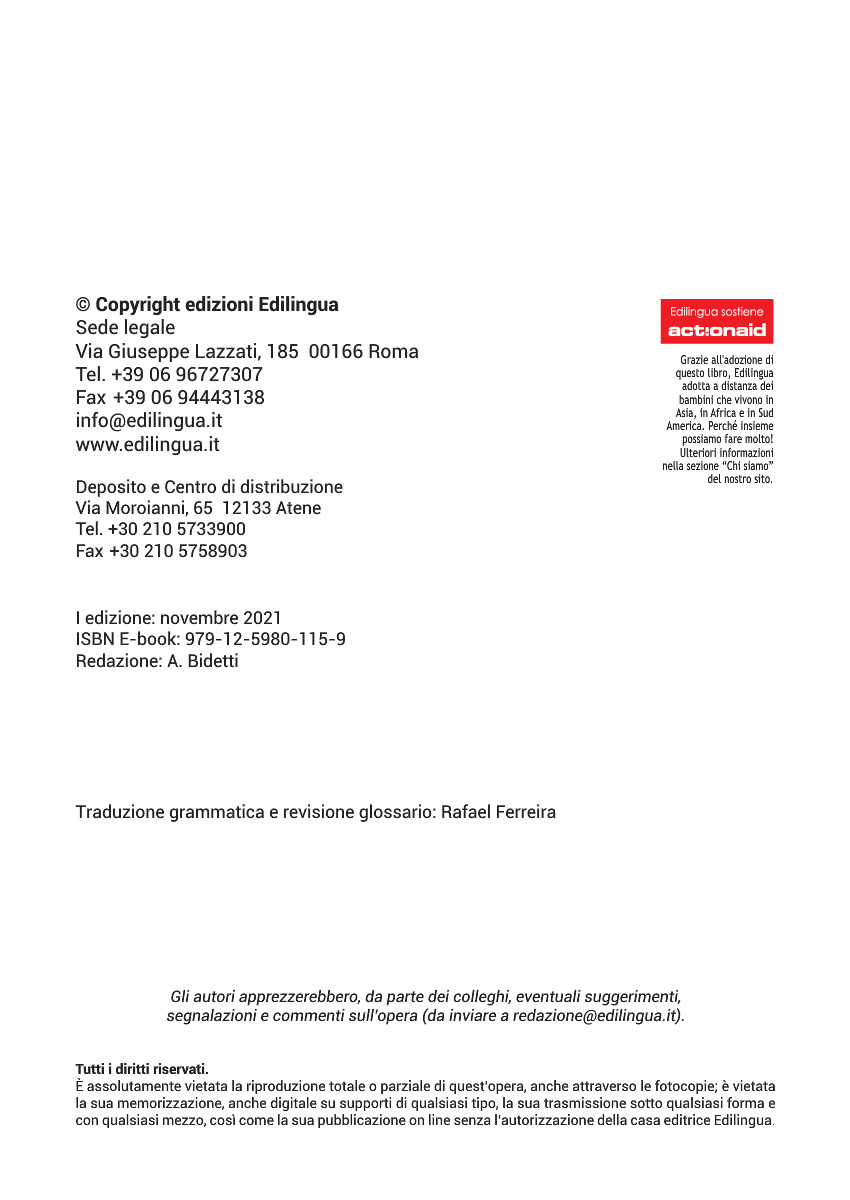 © Copyright edizioni Edilingua
Sede legale
Via Giuseppe Lazzati, 185  00166 Roma
Tel. +39 06 96727307
Fax +39 06 94443138
info@edilingua.it
www.edilingua.it
Deposito e Centro di distribuzione
Via Moroianni, 65  12133 Atene
Tel. +30 210 5733900
Fax +30 210 5758903
I edizione: novembre 2021
ISBN E-book: 979-12-5980-115-9
Redazione: A. Bidetti
Edilingua sostiene
act:onaid
Grazie all'adozione di
questo libro, Edilingua
adotta a distanza dei
bambini che vivono in
Asia, in Africa e in Sud
America. Perché insieme
possiamo fare molto!
Ulteriori informazioni
nella sezione “Chi siamo”
del nostro sito.
Traduzione grammatica e revisione glossario: Rafael Ferreira
Gli autori apprezzerebbero, da parte dei colleghi, eventuali suggerimenti,
segnalazioni e commenti sull'opera (da inviare a redazione@edilingua.it).
Tutti i diritti riservati.
È assolutamente vietata la riproduzione totale o parziale di quest'opera, anche attraverso le fotocopie; è vietata
la sua memorizzazione, anche digitale su supporti di qualsiasi tipo, la sua trasmissione sotto qualsiasi forma e
con qualsiasi mezzo, così come la sua pubblicazione on line senza l'autorizzazione della casa editrice Edilingua.